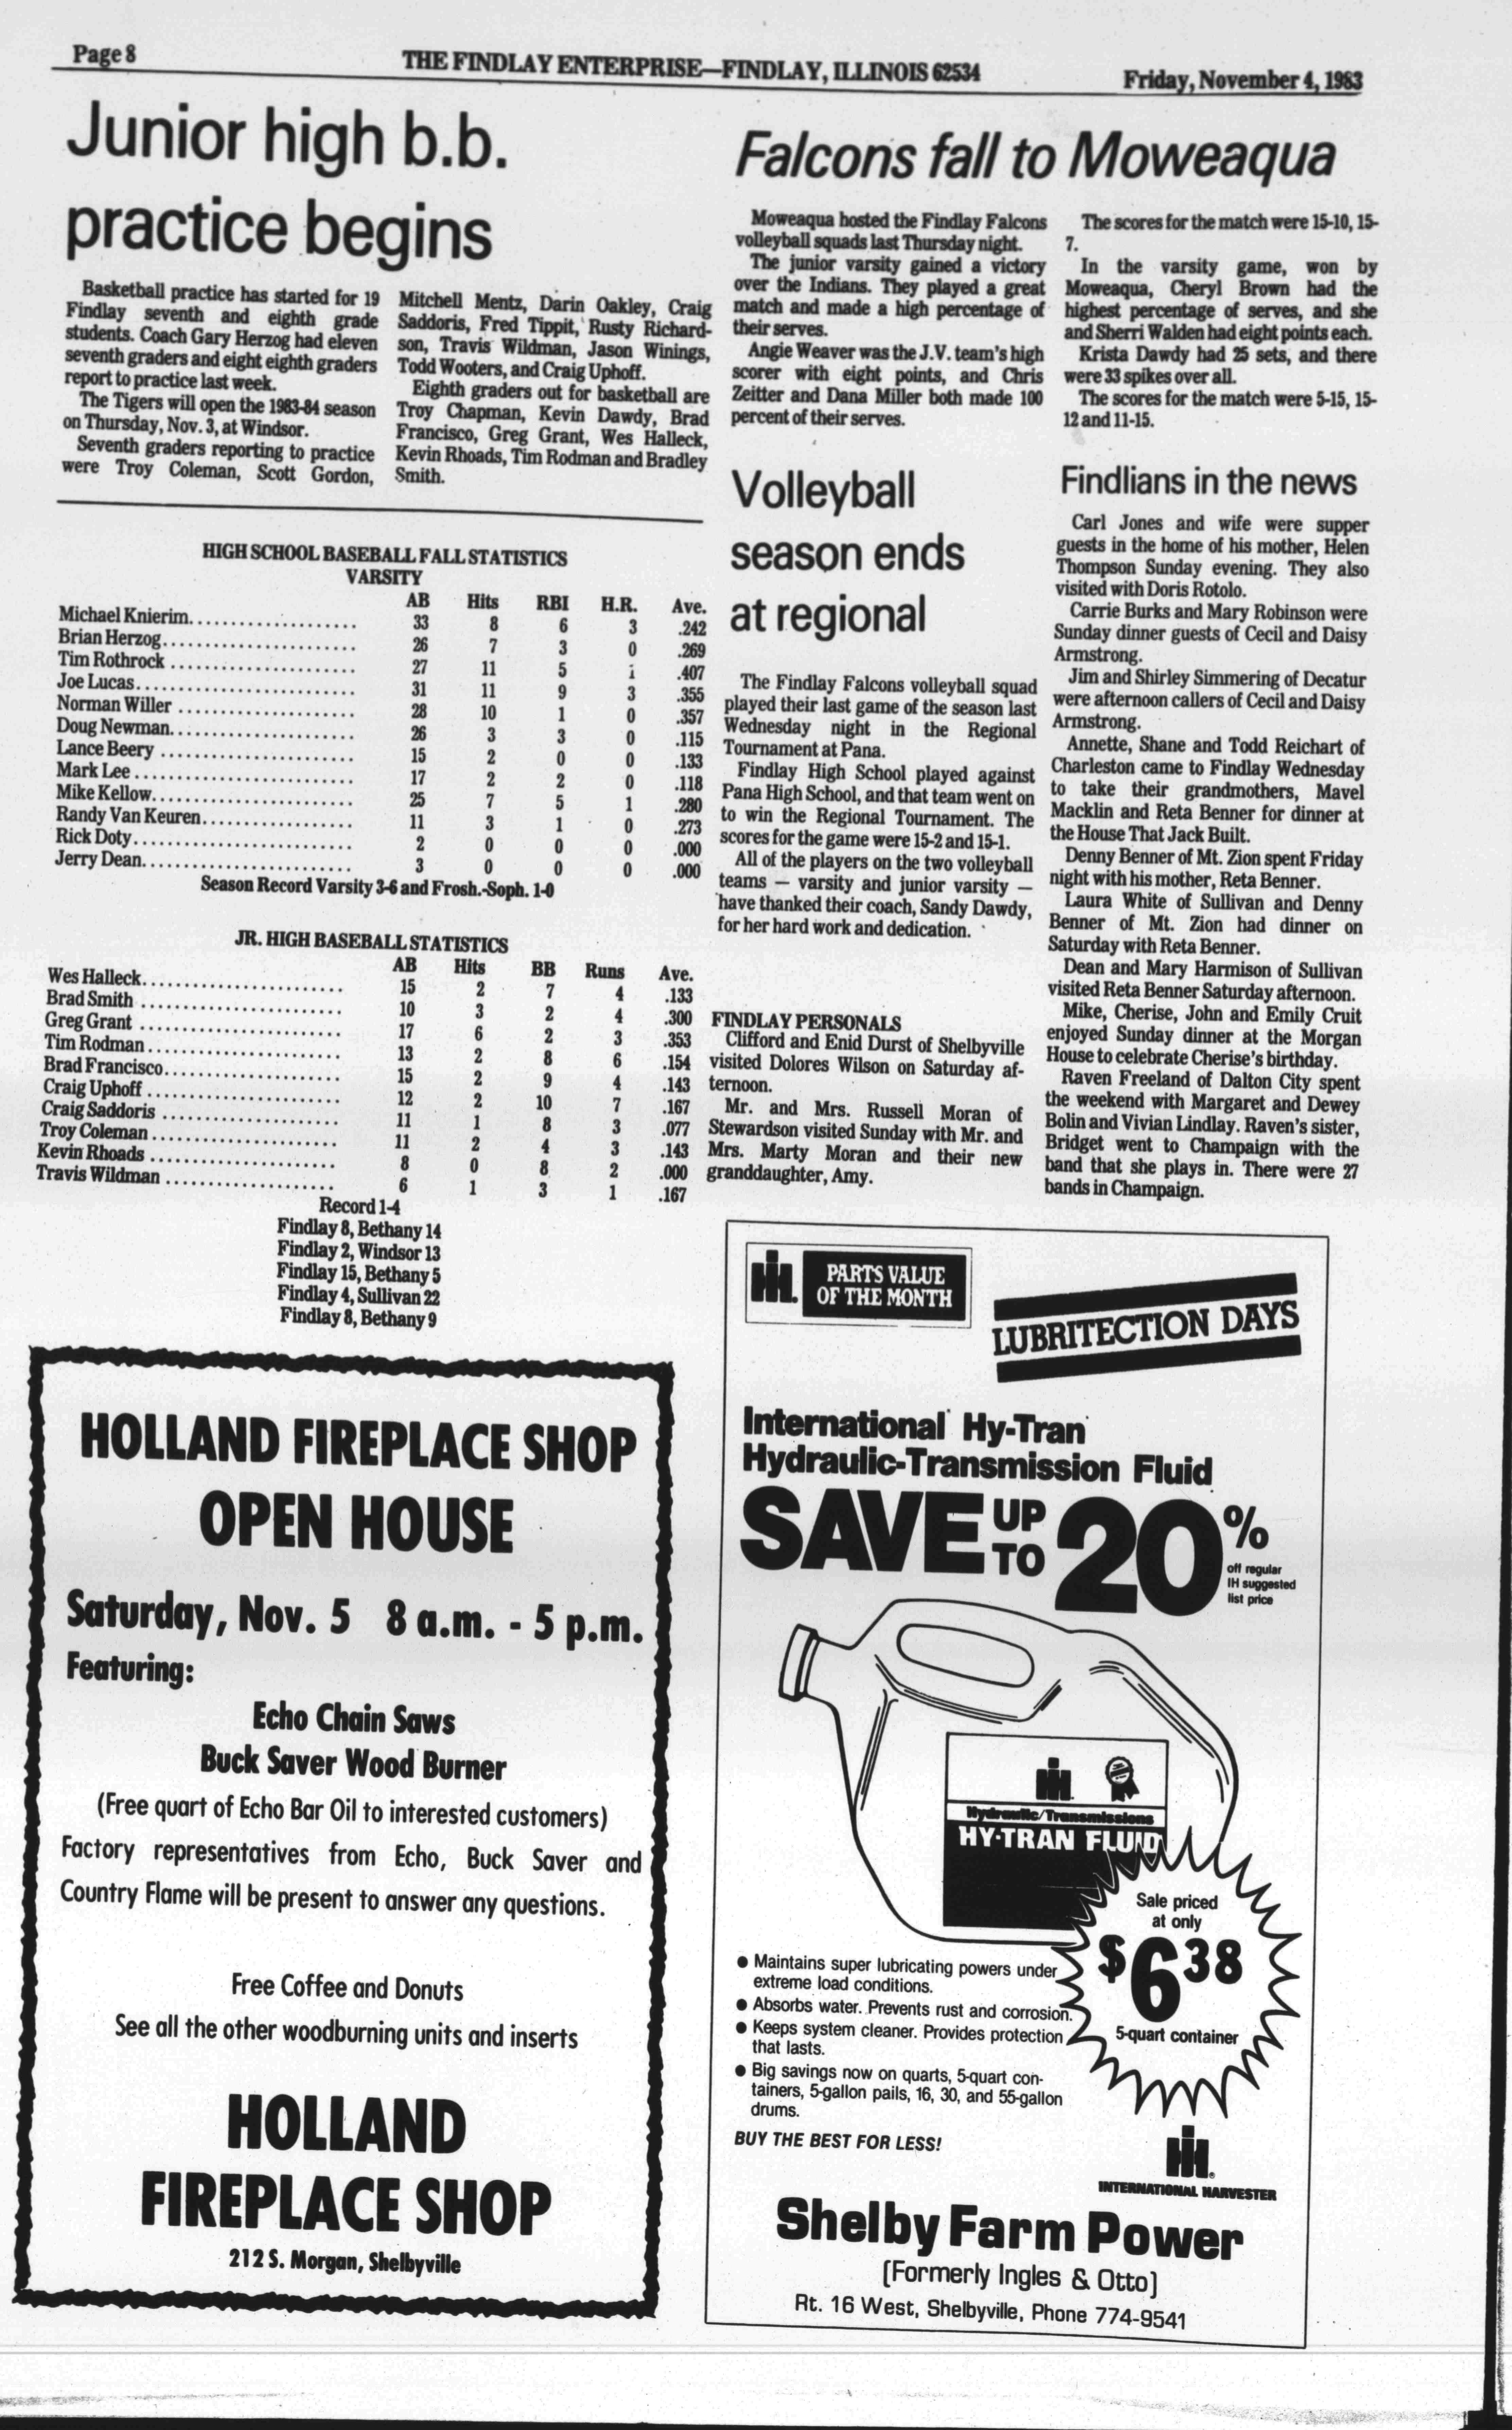 Page 8
THE FINDLAY ENTERPRISE—FINDLAY, ILLINOIS 62534
Friday, November 4, 1983
Junior high b.b.
practice begins
Basketball practice has started for 19
Findlay seventh and eighth grade
students. Coach Gary Herzog had eleven
seventh graders and eight eighth graders
report to practice last week.
The Tigers will open the 1983-84 season
on Thursday, Nov. 3, at Windsor.
Seventh graders reporting to practice
were Troy Coleman, Scott Gordon,
Mitchell Mentz, Darin Oakley, Craig
Saddoris, Fred Tippit, Rusty Richard-
son, Travis Wildman, Jason Winings,
Todd Wooters, and Craig Uphoff.
Eighth graders out for basketball are
Troy Chapman, Kevin Dawdy, Brad
Francisco, Greg Grant, Wes Halleck,
Kevin Rhoads, Tim Rodman and Bradley
Smith.
HIGH SCHOOL BASEBALL FALL STATISTICS
VARSITY
AB Hits RBI H.R. Ave.
Michael Knierim.................... 33 8 6 3 .242
Brian Herzog........................ 26 7 3 0 .269
Tim Rothrock ....................... 27 11 5 1 .407
Joe Lucas........................... 31 11 9 3 .355
Norman Willer ...................... 28 10 1 0 .357
Doug Newman....................... 26 3 3 0 .115
Lance Beery ........................ 15 2 0 0 .133
Mark Lee ........................... 17 2 2 0 .118
Mike Kellow......................... 25 7 5 1 .280
Randy Van Keuren................... 11 3 1 0 .273
Rick Doty........................... 2 0 0 0 .000
Jerry Dean.......................... 3 0 0 0 .000
Season Record Varsity 3-6 and Frosh.-Soph. 1-0
JR. HIGH BASEBALL STATISTICS
AB Hits BB Runs Ave.
Wes Halleck......................... 15 2 7 4 .133
Brad Smith ......................... 10 3 2 4 .300
Greg Grant ......................... 17 6 2 3 .353
Tim Rodman ........................ 13 2 8 6 .154
Brad Francisco...................... 15 2 9 4 .143
Craig Uphoff ........................ 12 2 10 7 .167
Craig Saddoris ...................... 11 1 8 3 .077
Troy Coleman ....................... 11 2 4 3 .143
Kevin Rhoads ....................... 8 0 8 2 .000
Travis Wildman ..................... 6 1 3 1 .167
Record 1-4
Findlay 8, Bethany 14
Findlay 2, Windsor 13
Findlay 15, Bethany 5
Findlay 4, Sullivan 22
Findlay 8, Bethany 9
HOLLAND FIREPLACE SHOP
OPEN HOUSE
Saturday, Nov. 5 8 a.m. - 5 p.m.
Featuring:
Echo Chain Saws
Buck Saver Wood Burner
(Free quart of Echo Bar Oil to interested customers)
Factory representatives from Echo, Buck Saver and
Country Flame will be present to answer any questions.
Free Coffee and Donuts
See all the other woodburning units and inserts
HOLLAND
FIREPLACE SHOP
212 S. Morgan, Shelbyville
Falcons fall to Moweaqua
Moweaqua hosted the Findlay Falcons
volleyball squads last Thursday night.
The junior varsity gained a victory
over the Indians. They played a great
match and made a high percentage of
their serves.
Angie Weaver was the J.V. team's high
scorer with eight points, and Chris
Zeitter and Dana Miller both made 100
percent of their serves.
The scores for the match were 15-10, 15-
7.
In the varsity game, won by
Moweaqua, Cheryl Brown had the
highest percentage of serves, and she
and Sherri Walden had eight points each.
Krista Dawdy had 25 sets, and there
were 33 spikes over all.
The scores for the match were 5-15, 15-
12 and 11-15.
Volleyball
season ends
at regional
The Findlay Falcons volleyball squad
played their last game of the season last
Wednesday night in the Regional
Tournament at Pana.
Findlay High School played against
Pana High School, and that team went on
to win the Regional Tournament. The
scores for the game were 15-2 and 15-1.
All of the players on the two volleyball
teams — varsity and junior varsity —
have thanked their coach, Sandy Dawdy,
for her hard work and dedication.
FINDLAY PERSONALS
Clifford and Enid Durst of Shelbyville
visited Dolores Wilson on Saturday af-
ternoon.
Mr. and Mrs. Russell Moran of
Stewardson visited Sunday with Mr. and
Mrs. Marty Moran and their new
granddaughter, Amy.
Findlians in the news
Carl Jones and wife were supper
guests in the home of his mother, Helen
Thompson Sunday evening. They also
visited with Doris Rotolo.
Carrie Burks and Mary Robinson were
Sunday dinner guests of Cecil and Daisy
Armstrong.
Jim and Shirley Simmering of Decatur
were afternoon callers of Cecil and Daisy
Armstrong.
Annette, Shane and Todd Reichart of
Charleston came to Findlay Wednesday
to take their grandmothers, Mavel
Macklin and Reta Benner for dinner at
the House That Jack Built.
Denny Benner of Mt. Zion spent Friday
night with his mother, Reta Benner.
Laura White of Sullivan and Denny
Benner of Mt. Zion had dinner on
Saturday with Reta Benner.
Dean and Mary Harmison of Sullivan
visited Reta Benner Saturday afternoon.
Mike, Cherise, John and Emily Cruit
enjoyed Sunday dinner at the Morgan
House to celebrate Cherise's birthday.
Raven Freeland of Dalton City spent
the weekend with Margaret and Dewey
Bolin and Vivian Lindlay. Raven's sister,
Bridget went to Champaign with the
band that she plays in. There were 27
bands in Champaign.
PARTS VALUE
OF THE MONTH
LUBRITECTION DAYS
International Hy-Tran
Hydraulic-Transmission Fluid
SAVE UP TO 20%
off regular
IH suggested
list price
Hydraulic/Transmissions
HY-TRAN FLUID
Sale priced
at only
$6.38
5-quart container
● Maintains super lubricating powers under
extreme load conditions.
● Absorbs water. Prevents rust and corrosion.
● Keeps system cleaner. Provides protection
that lasts.
● Big savings now on quarts, 5-quart con-
tainers, 5-gallon pails, 16, 30, and 55-gallon
drums.
BUY THE BEST FOR LESS!
INTERNATIONAL HARVESTER
Shelby Farm Power
[Formerly Ingles & Otto]
Rt. 16 West, Shelbyville, Phone 774-9541